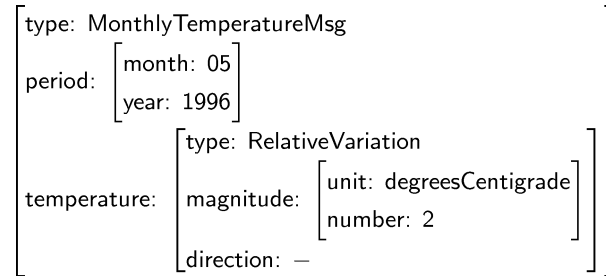 type: MonthlyTemperatureMsg
period: month: 05
year: 1996
type: RelativeVariation
temperature: magnitude: unit: degreesCentigrade
number: 2
direction: −